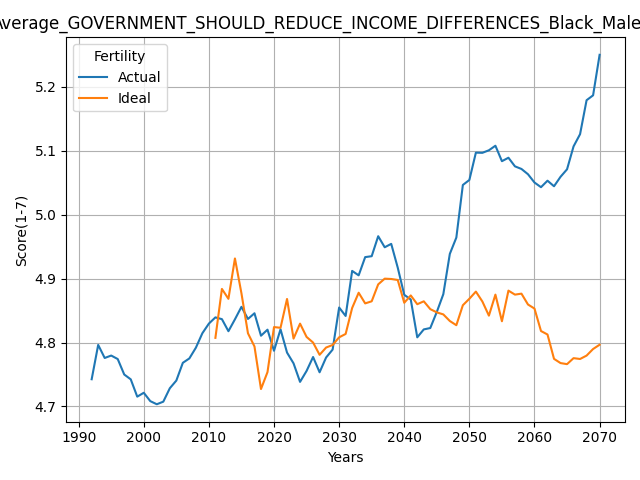 verage_GOVERNMENT_SHOULD_REDUCE_INCOME_DIFFERENCES_Black_Male
Fertility
Actual
Ideal
5.2
5.1
5.0
4.9
4.8
4.7
Score(1-7)
1990 2000 2010 2020 2030 2040 2050 2060 2070
Years